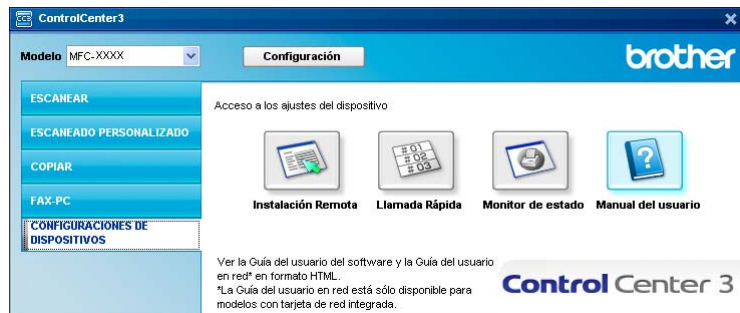 ControlCenter3
Modelo MFC-XXXX
Configuración
brother
ESCANEAR
ESCANEADO PERSONALIZADO
COPIAR
FAX-PC
CONFIGURACIONES DE
DISPOSITIVOS
Acceso a los ajustes del dispositivo
#01
#02
#03
Instalación Remota
Llamada Rápida
Monitor de estado
Manual del usuario
Ver la Guía del usuario del software y la Guía del usuario
en red* en formato HTML.
*La Guía del usuario en red está sólo disponible para
modelos con tarjeta de red integrada.
Control Center 3